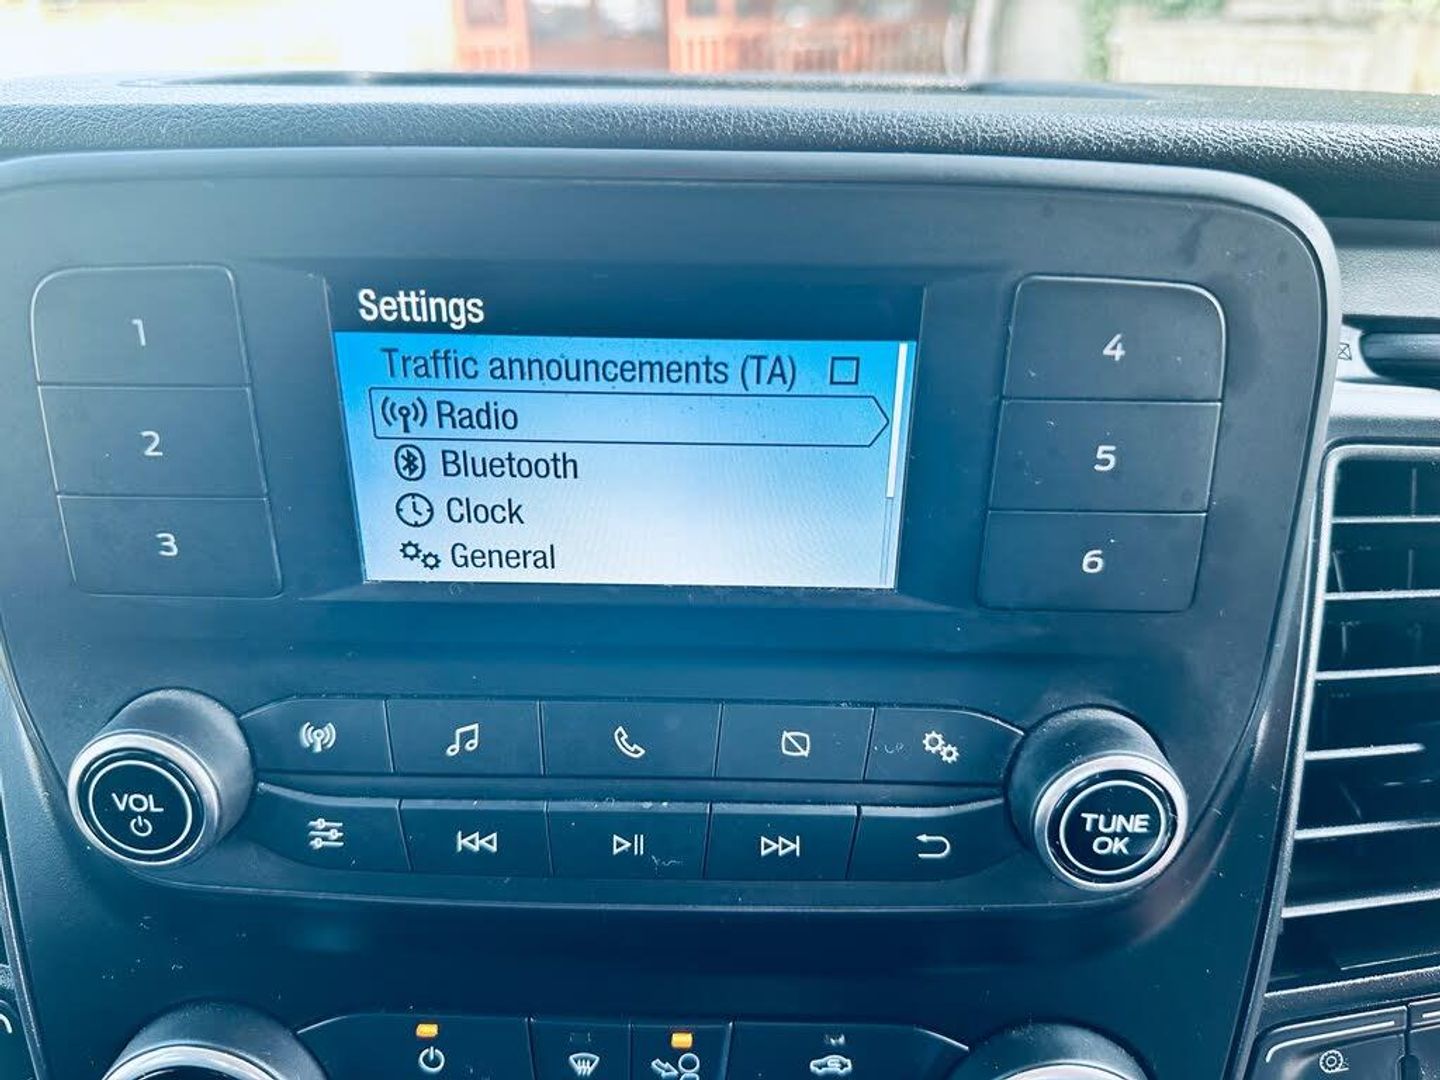 Settings
Traffic announcements (TA)
Radio
Bluetooth
Clock
General
1
2
3
4
5
6
VOL
TUNE
OK